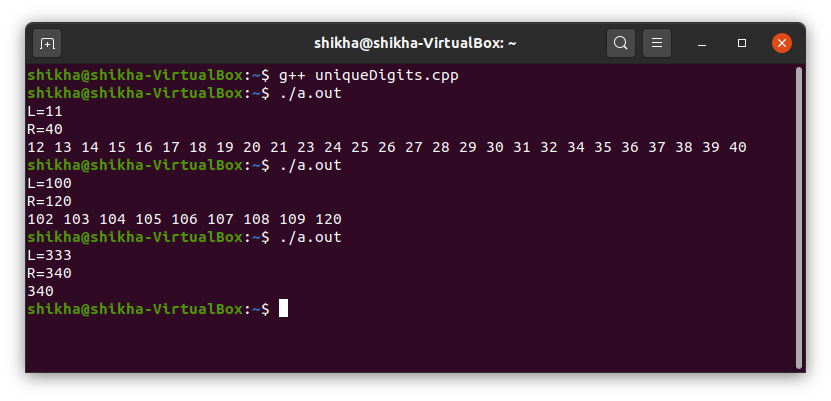 shikha@shikha-VirtualBox: ~
shikha@shikha-VirtualBox:~$ g++ uniqueDigits.cpp
shikha@shikha-VirtualBox:~$ ./a.out
L=11
R=40
12 13 14 15 16 17 18 19 20 21 23 24 25 26 27 28 29 30 31 32 34 35 36 37 38 39 40
shikha@shikha-VirtualBox:~$ ./a.out
L=100
R=120
102 103 104 105 106 107 108 109 120
shikha@shikha-VirtualBox:~$ ./a.out
L=333
R=340
340
shikha@shikha-VirtualBox:~$